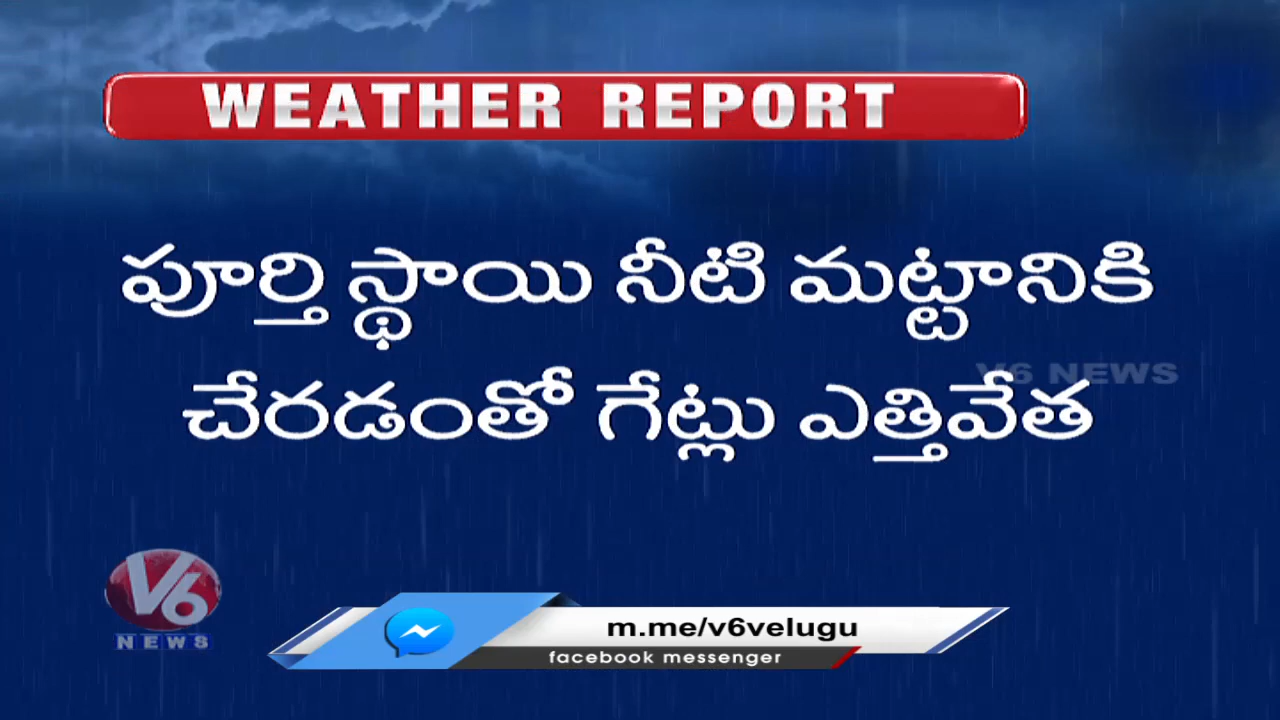 WEATHER REPORT
పూర్తి స్థాయి నీటి మట్టానికి
V6 NEWS
చేరడంతో గేట్లు ఎత్తివేత
V6
NEWS
m.me/v6velugu
facebook messenger